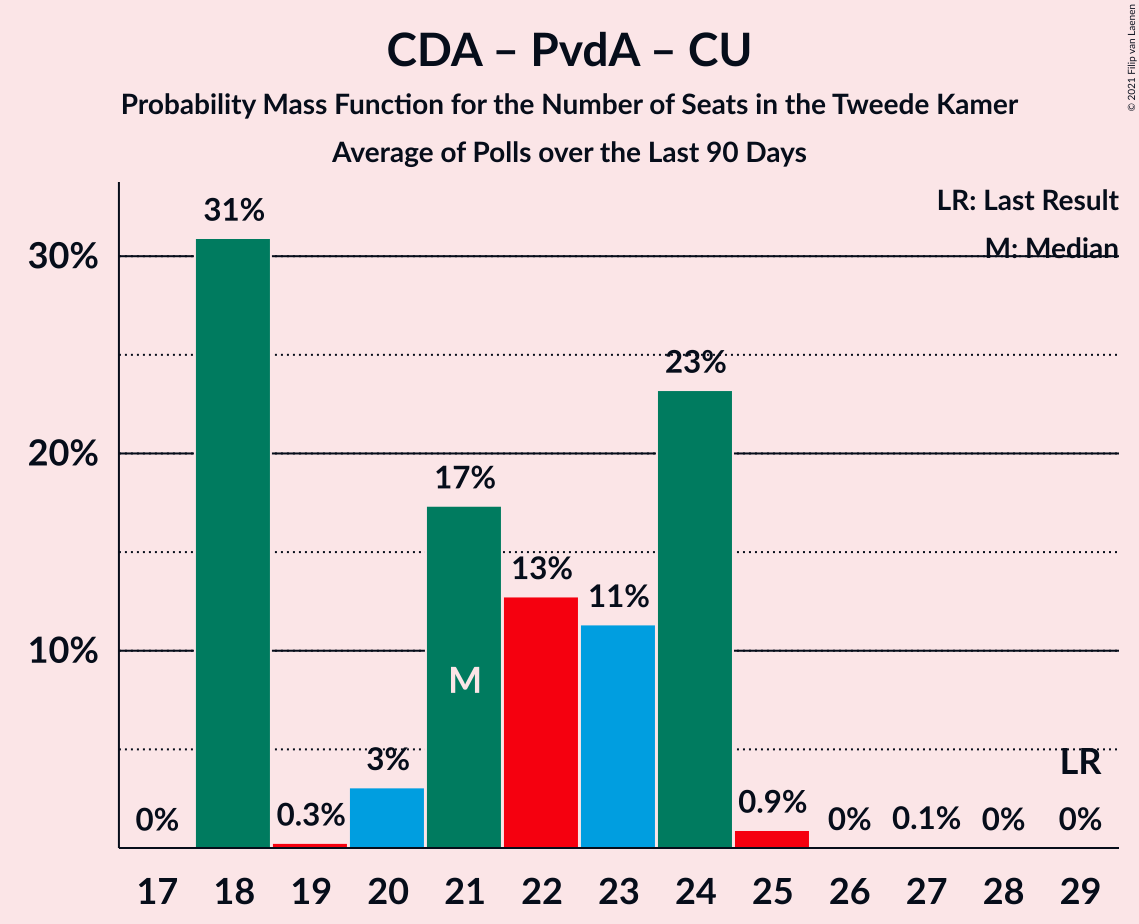 CDA – PvdA – CU
Probability Mass Function for the Number of Seats in the Tweede Kamer
Average of Polls over the Last 90 Days
© 2021 Filip van Laenen
LR: Last Result
M: Median
30%
20%
10%
0%
31%
0.3%
3%
17%
13%
11%
23%
0.9%
0%
0.1%
0%
0%
M
LR
17 18 19 20 21 22 23 24 25 26 27 28 29